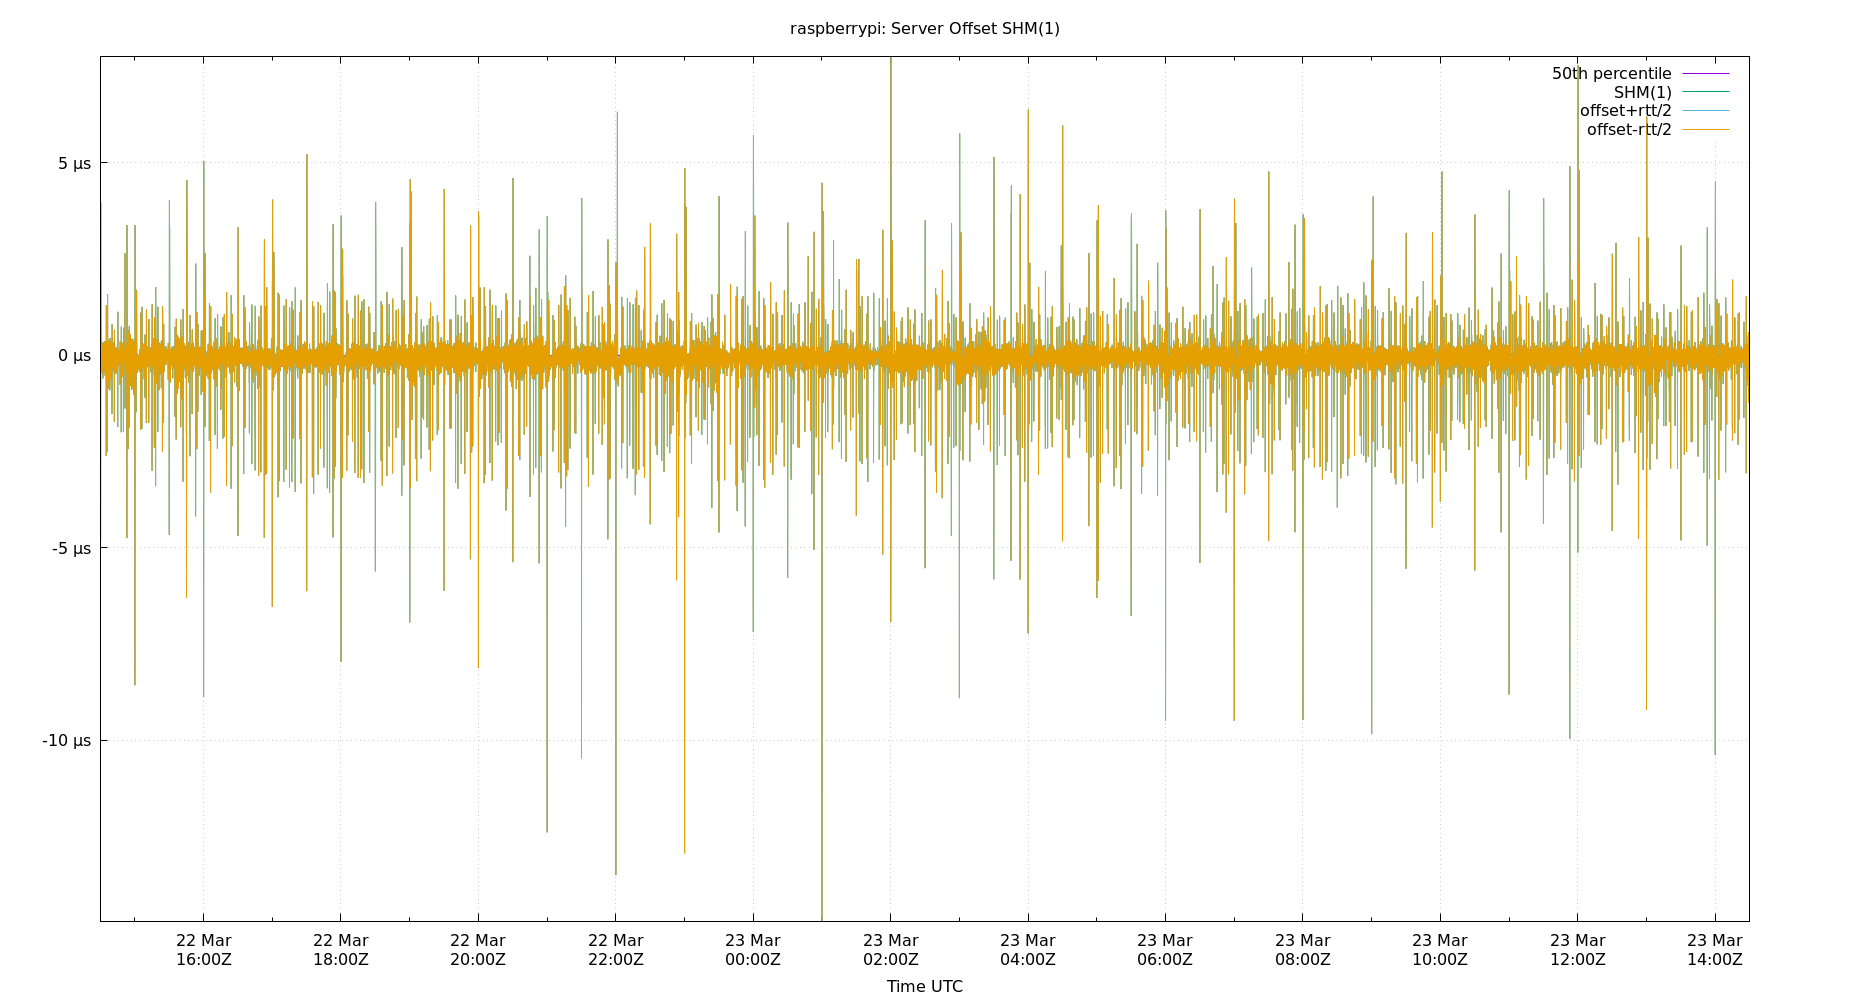 raspberrypi: Server Offset SHM(1)
50th percentile
SHM(1)
offset+rtt/2
offset-rtt/2
5 µs
0 µs
-5 µs
-10 µs
22 Mar 22 Mar 22 Mar 22 Mar 23 Mar 23 Mar 23 Mar 23 Mar 23 Mar 23 Mar 23 Mar 23 Mar
16:00Z 18:00Z 20:00Z 22:00Z 00:00Z 02:00Z 04:00Z 06:00Z 08:00Z 10:00Z 12:00Z 14:00Z
Time UTC